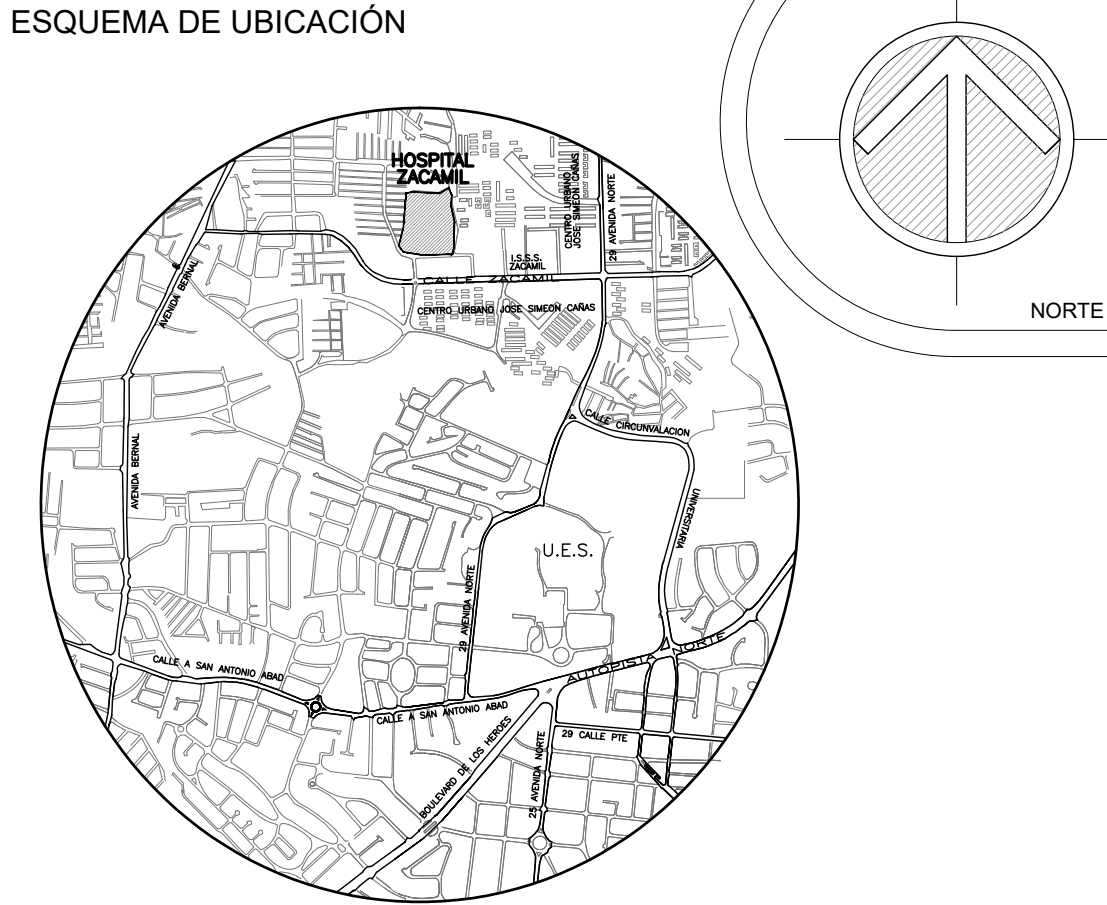 ESQUEMA DE UBICACIÓN
NORTE
HOSPITAL
ZACAMIL
CENTRO URBANO
JOSE SIMEON CAÑAS
29 AVENIDA NORTE
I.S.S.S.
ZACAMIL
CALLE ZACAMIL
AVENIDA BERNAL
CENTRO URBANO JOSE SIMEON CAÑAS
CALLE CIRCUNVALACION
AVENIDA BERNAL
UNIVERSITARIA
U.E.S.
29 AVENIDA NORTE
AUTOPISTA NORTE
CALLE A SAN ANTONIO ABAD
CALLE A SAN ANTONIO ABAD
29 CALLE PTE
BOULEVARD DE LOS HEROES
25 AVENIDA NORTE